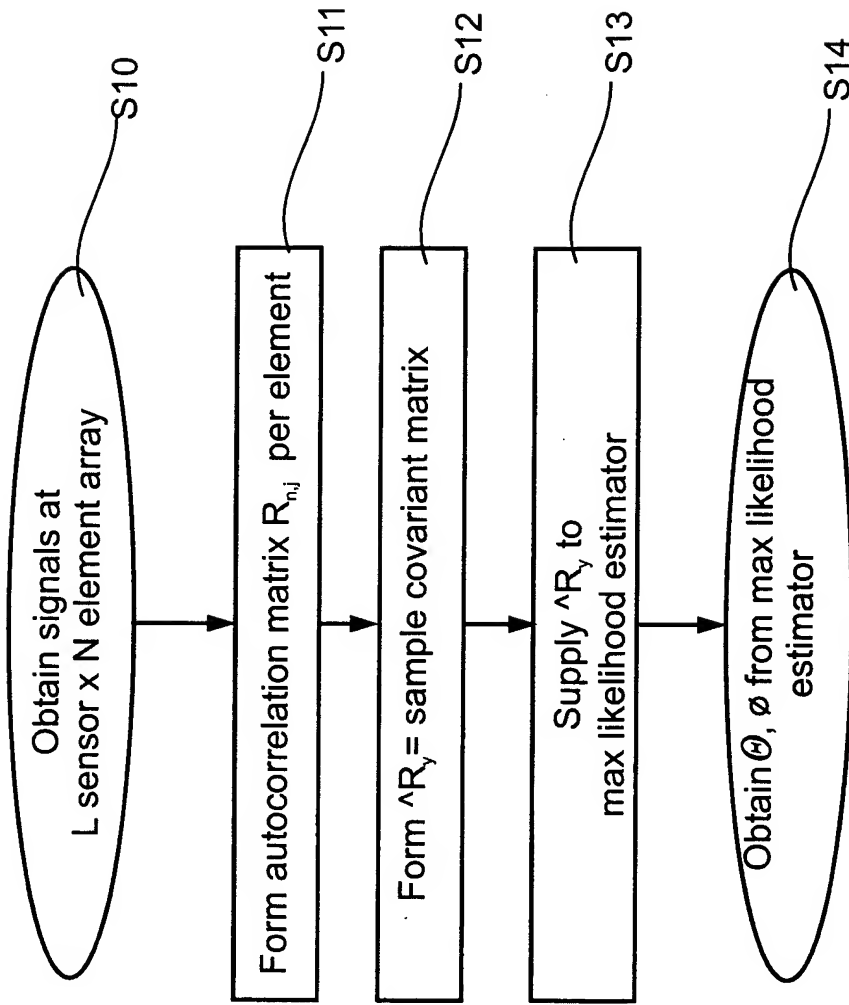 Obtain signals at
L sensor x N element array
S10
Form autocorrelation matrix R_{n,j} per element
S11
Form ^R_y = sample covariant matrix
S12
Supply ^R_y to
max likelihood estimator
S13
Obtain Θ, ø from max likelihood
estimator
S14